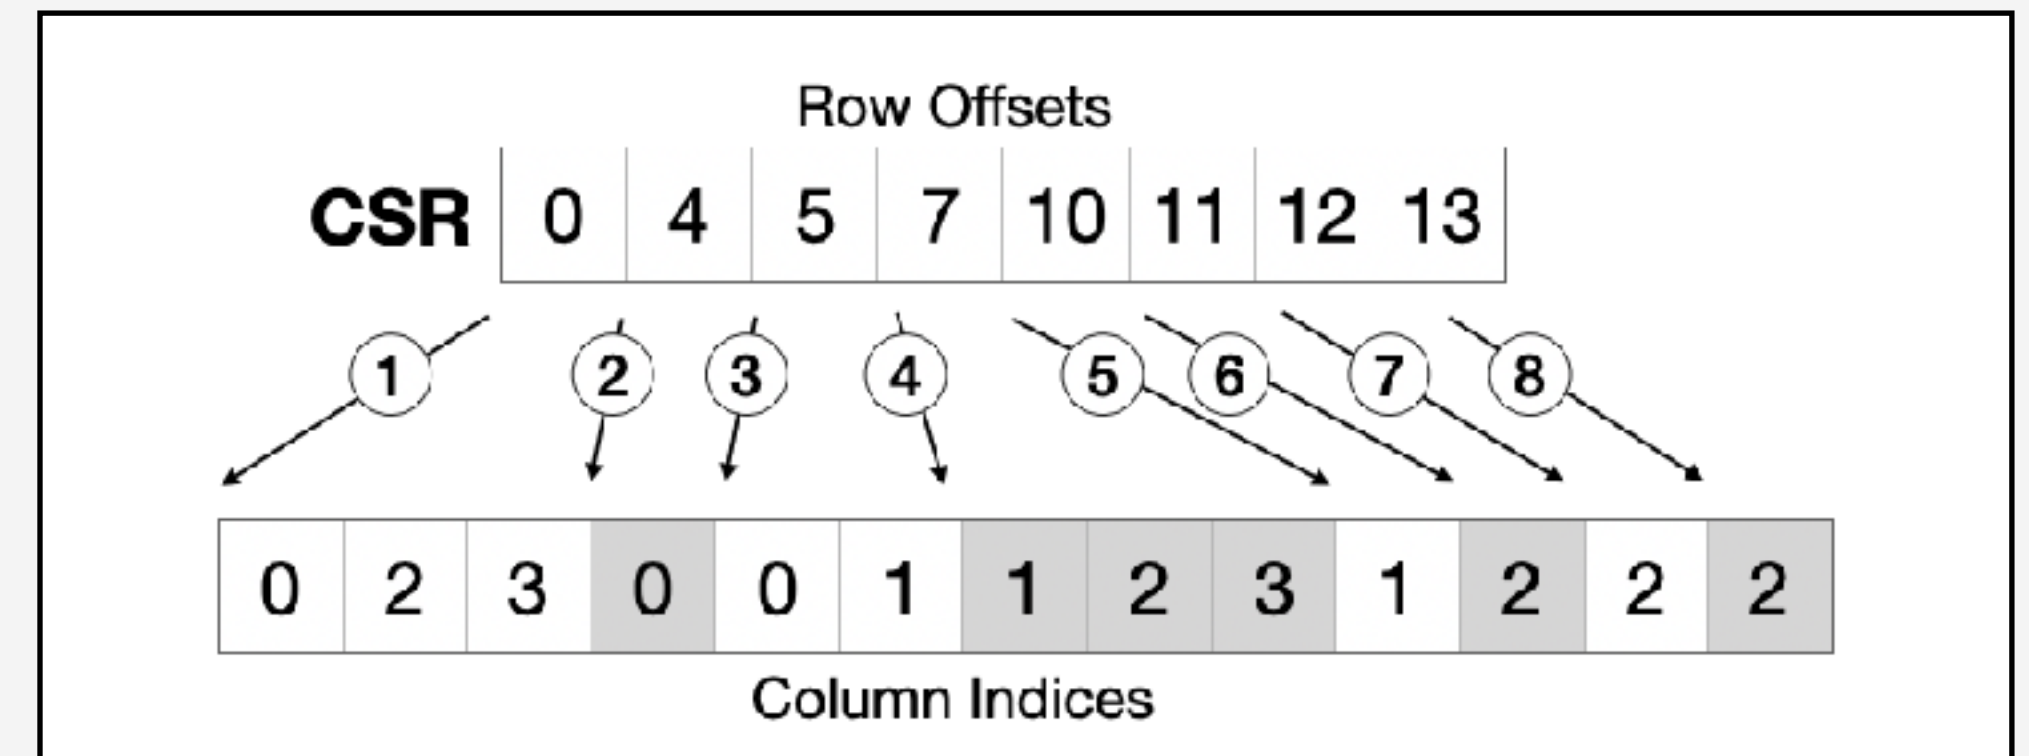 Row Offsets
CSR 0 4 5 7 10 11 12 13
1 2 3 4 5 6 7 8
0 2 3 0 0 1 1 2 3 1 2 2 2
Column Indices